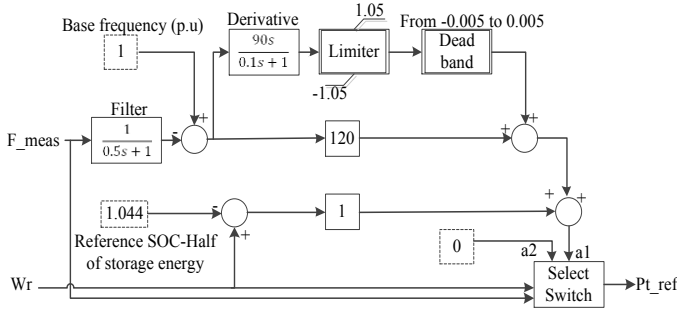 Base frequency (p.u)
1
Derivative
90s
0.1s + 1
1.05
Limiter
-1.05
From -0.005 to 0.005
Dead
band
Filter
F_meas
1
0.5s + 1
-
+
120
+
+
1.044
Reference SOC-Half
of storage energy
-
+
1
+
+
0
a2
a1
Wr
Select
Switch
Pt_ref